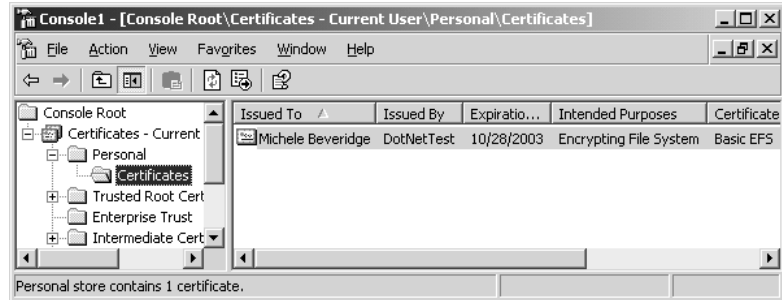 Console1 - [Console Root\Certificates - Current User\Personal\Certificates]
File Action View Favorites Window Help
Console Root
Certificates - Current
Personal
Certificates
Trusted Root Cert
Enterprise Trust
Intermediate Cert
Issued To Issued By Expiratio... Intended Purposes Certificate
Michele Beveridge DotNetTest 10/28/2003 Encrypting File System Basic EFS
Personal store contains 1 certificate.